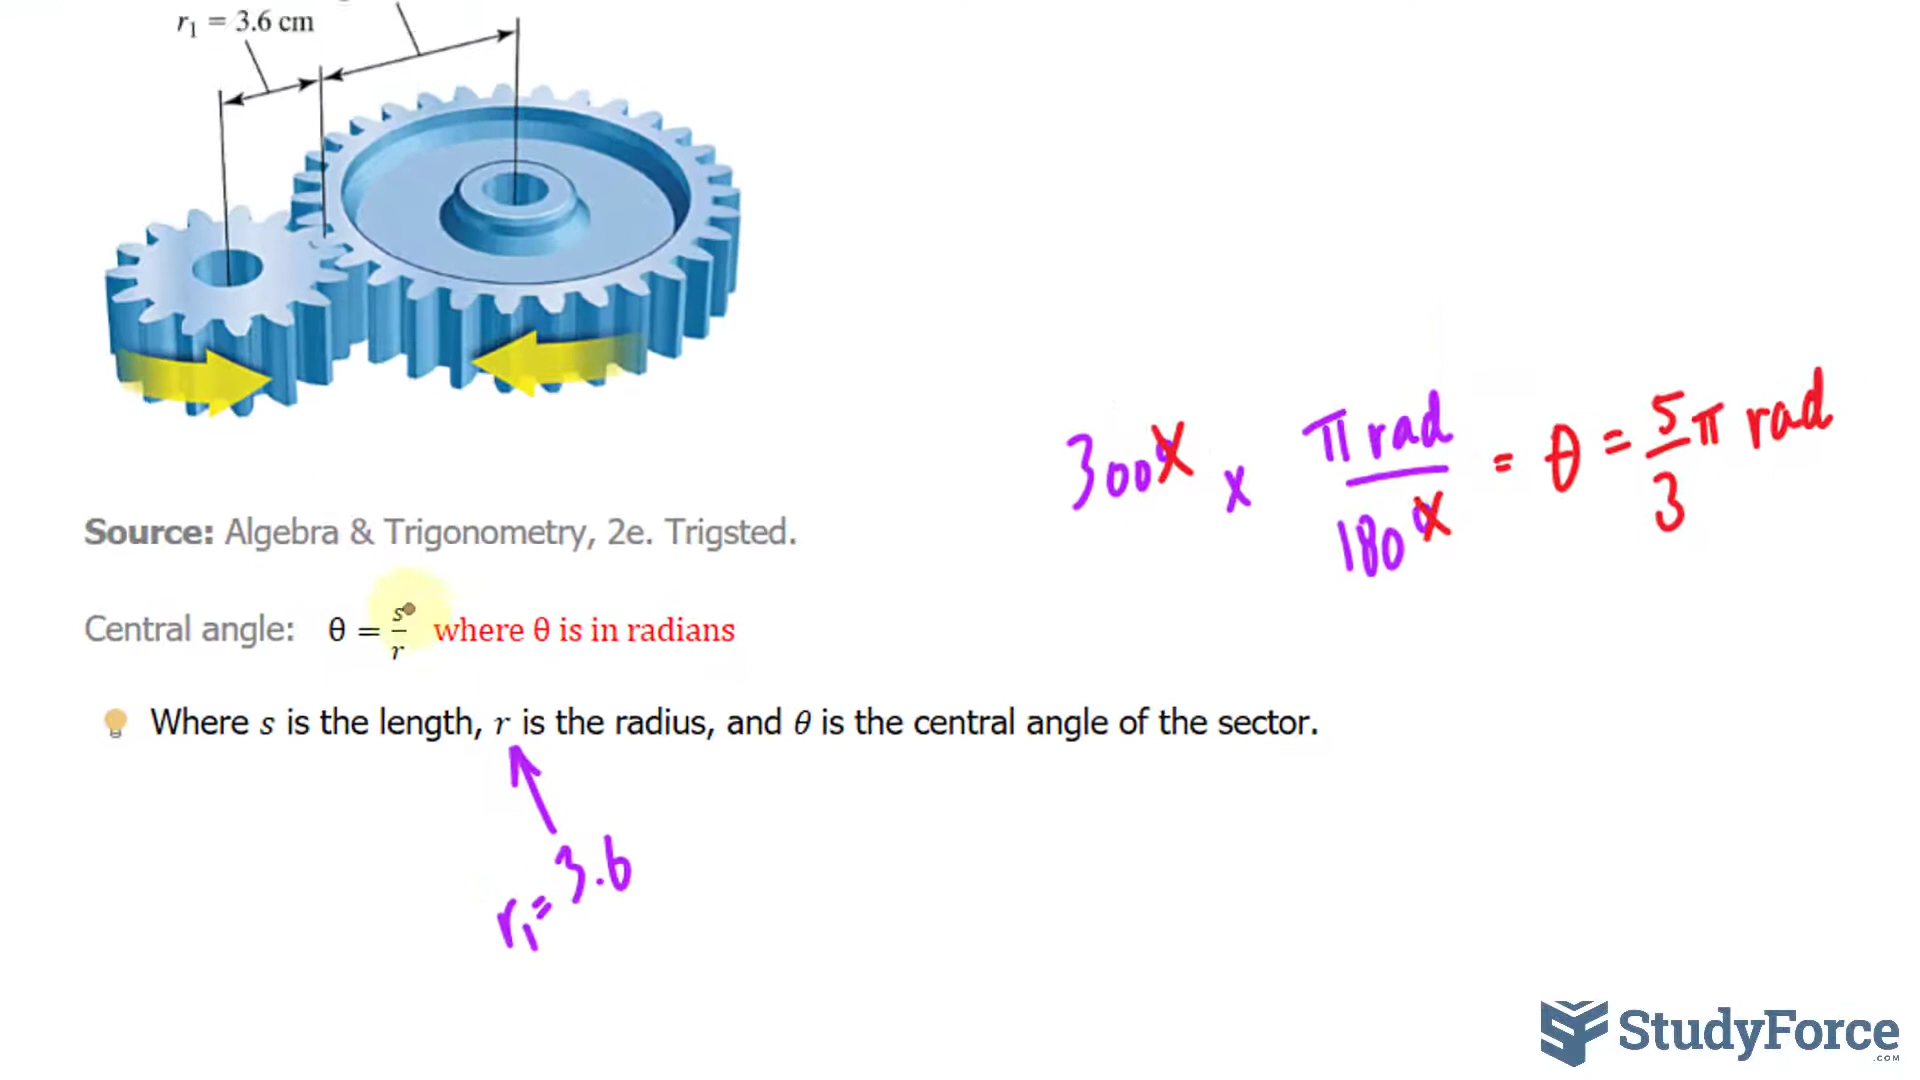 r₁ = 3.6 cm
300° × π rad / 180° = θ = 5/3 π rad
Source: Algebra & Trigonometry, 2e. Trigsted.
Central angle: θ = s/r where θ is in radians
Where s is the length, r is the radius, and θ is the central angle of the sector.
r₁ = 3.6
StudyForce
.COM